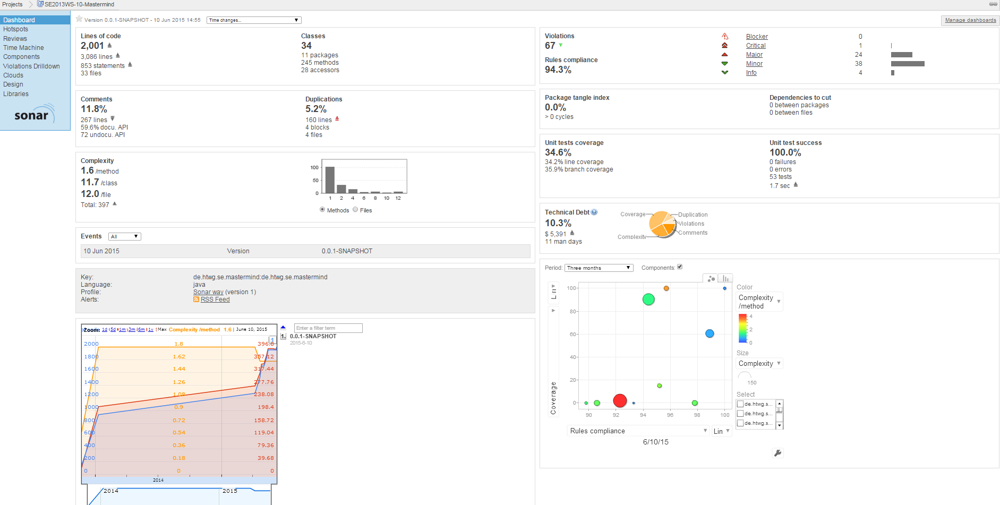 Projects
SE2013WS-10-Mastermind
Dashboard
Hotspots
Reviews
Time Machine
Components
Violations Drilldown
Clouds
Design
Libraries
sonar
Version 0.0.1-SNAPSHOT - 10 Jun 2015 14:55
Time changes...
Manage dashboards
Lines of code
2,001
3,086 lines
853 statements
33 files
Classes
34
11 packages
245 methods
28 accessors
Comments
11.8%
267 lines
59.6% docu. API
72 undocu. API
Duplications
5.2%
160 lines
4 blocks
4 files
Complexity
1.6 /method
11.7 /class
12.0 /file
Total: 397
100
50
0
1 2 4 6 8 10 12
Methods Files
Events All
10 Jun 2015 Version 0.0.1-SNAPSHOT
Key: de.htwg.se.mastermind:de.htwg.se.mastermind
Language: java
Profile: Sonar way (version 1)
Alerts: RSS Feed
Zoom: 1d 5d 1m 3m 6m 1y Max Complexity /method 1.6 | June 10, 2015
1
2000 1.8 396.8
1800 1.62 357.12
1600 1.44 317.44
1400 1.26 277.76
1200 1.08 238.08
1000 0.9 198.4
800 0.72 158.72
600 0.54 119.04
400 0.36 79.36
200 0.18 39.68
0 0 0
2014
2014 2015
Enter a filter term
1. 0.0.1-SNAPSHOT
2015-6-10
Violations
67
Rules compliance
94.3%
Blocker 0
Critical 1
Major 24
Minor 38
Info 4
Package tangle index
0.0%
> 0 cycles
Dependencies to cut
0 between packages
0 between files
Unit tests coverage
34.6%
34.2% line coverage
35.9% branch coverage
Unit test success
100.0%
0 failures
0 errors
53 tests
1.7 sec
Technical Debt ?
10.3%
$ 5,391
11 man days
Coverage
Complexity
Duplication
Violations
Comments
Period: Three months Components:
Lin
Coverage
100
80
60
40
20
0
90 92 94 96 98 100
Rules compliance Lin
6/10/15
Color
Complexity
/method
4
2
0
Size
Complexity
150
Select
de.htwg.s...
de.htwg.s...
de.htwg.s...